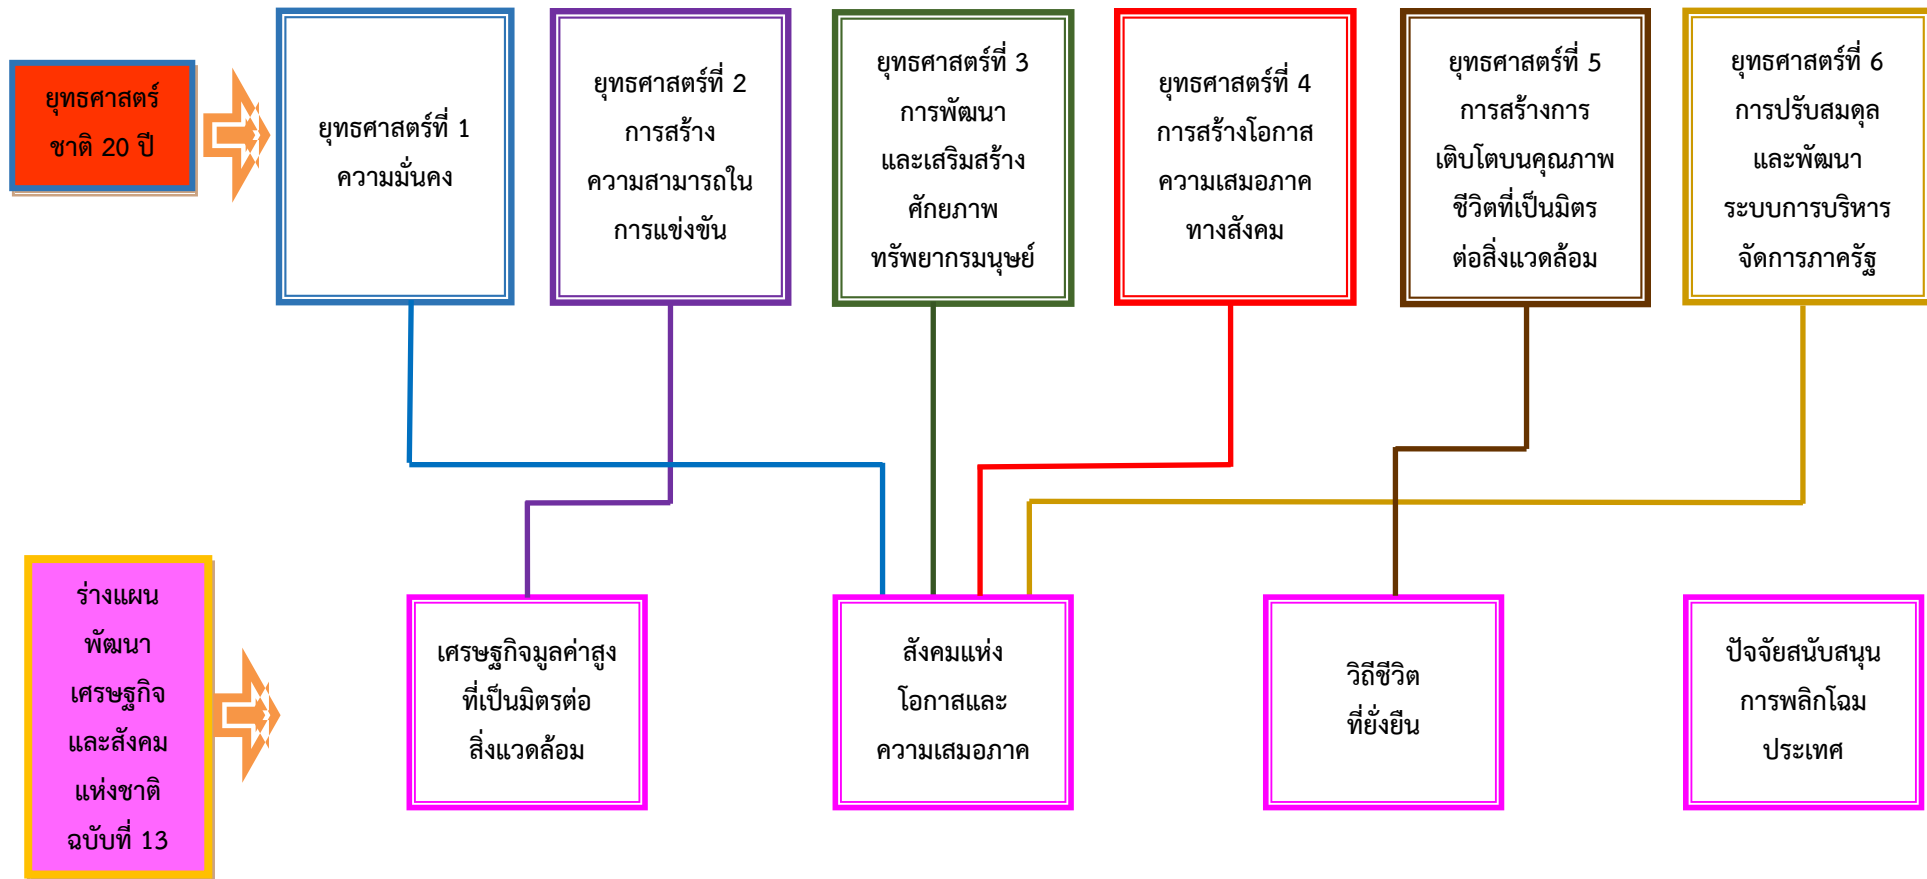 ยุทธศาสตร์
ชาติ 20 ปี
ยุทธศาสตร์ที่ 1
ความมั่นคง
ยุทธศาสตร์ที่ 2
การสร้าง
ความสามารถใน
การแข่งขัน
ยุทธศาสตร์ที่ 3
การพัฒนา
และเสริมสร้าง
ศักยภาพ
ทรัพยากรมนุษย์
ยุทธศาสตร์ที่ 4
การสร้างโอกาส
ความเสมอภาค
ทางสังคม
ยุทธศาสตร์ที่ 5
การสร้างการ
เติบโตบนคุณภาพ
ชีวิตที่เป็นมิตร
ต่อสิ่งแวดล้อม
ยุทธศาสตร์ที่ 6
การปรับสมดุล
และพัฒนา
ระบบการบริหาร
จัดการภาครัฐ
ร่างแผน
พัฒนา
เศรษฐกิจ
และสังคม
แห่งชาติ
ฉบับที่ 13
เศรษฐกิจมูลค่าสูง
ที่เป็นมิตรต่อ
สิ่งแวดล้อม
สังคมแห่ง
โอกาสและ
ความเสมอภาค
วิถีชีวิต
ที่ยั่งยืน
ปัจจัยสนับสนุน
การพลิกโฉม
ประเทศ